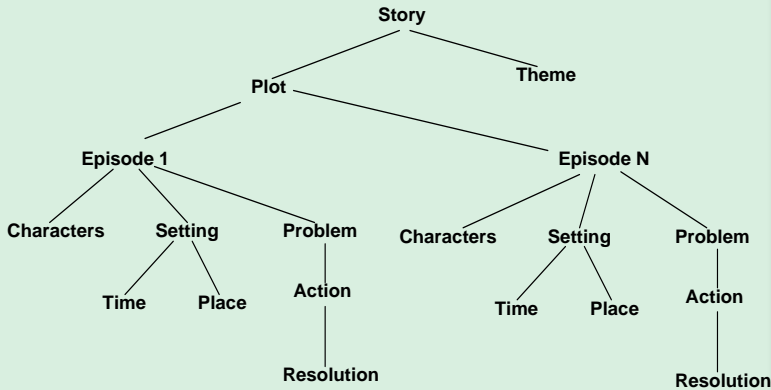 Story
Theme
Plot
Episode 1
Episode N
Characters
Setting
Problem
Characters
Setting
Problem
Time
Place
Action
Time
Place
Action
Resolution
Resolution